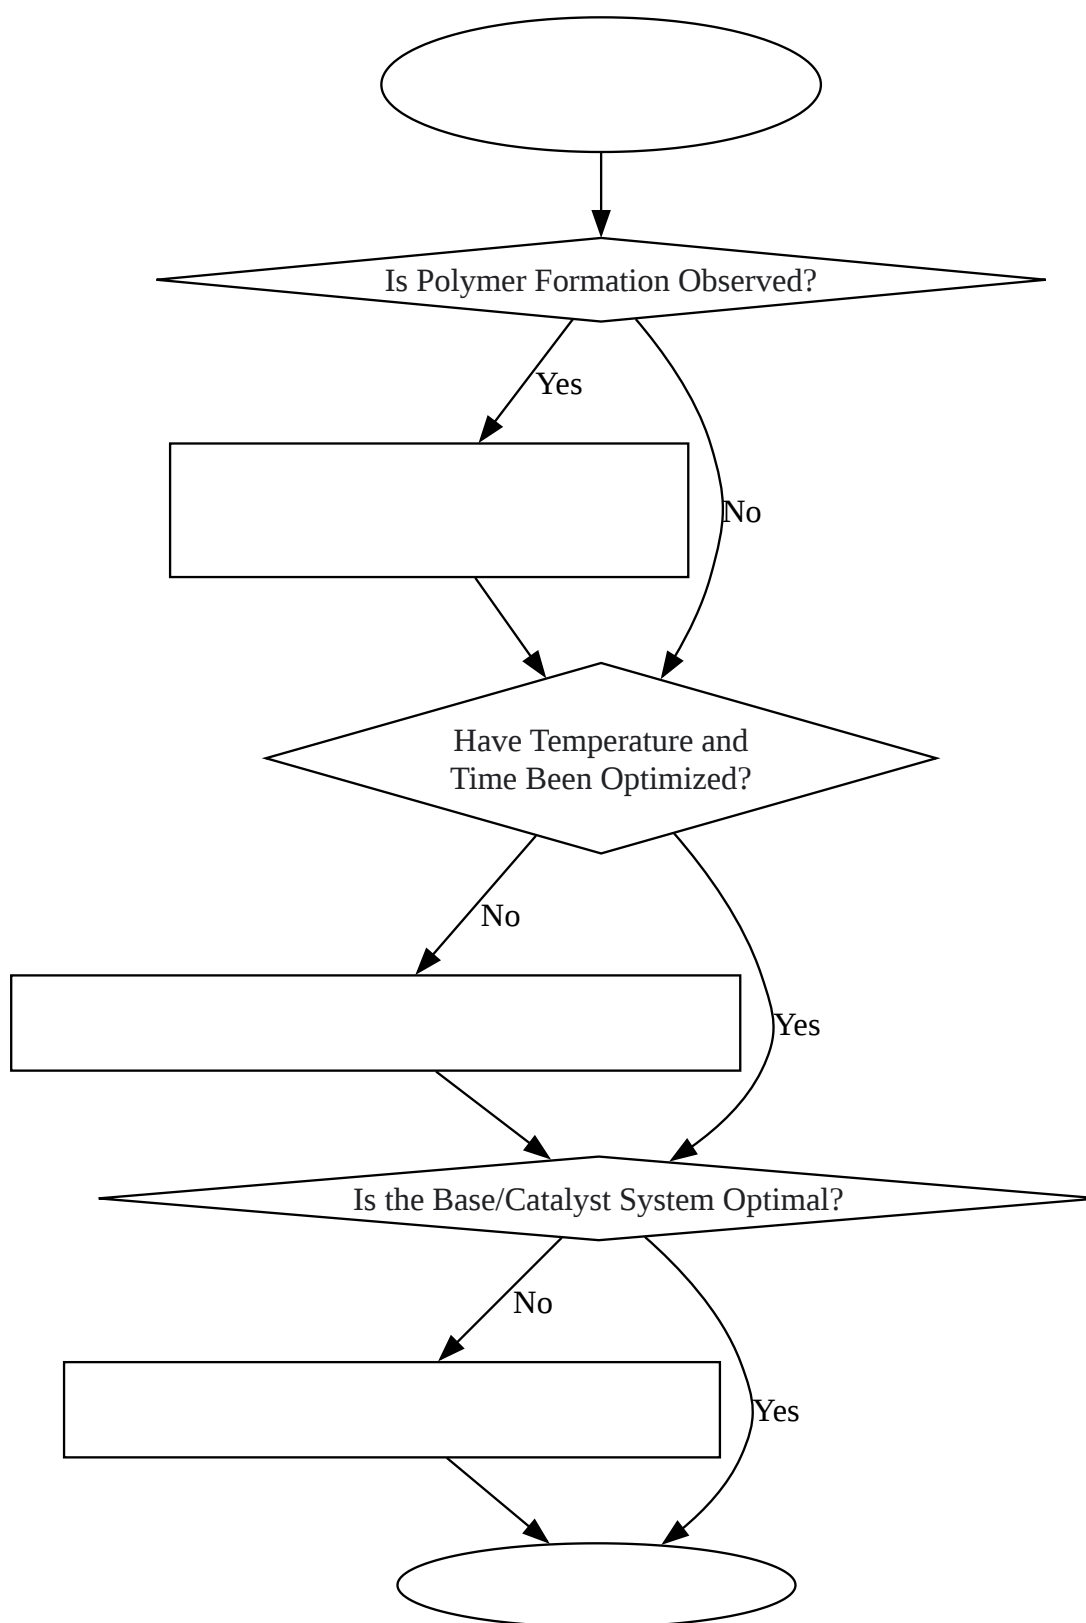 Is Polymer Formation Observed?
Yes
No
Have Temperature and
Time Been Optimized?
No
Yes
Is the Base/Catalyst System Optimal?
No
Yes